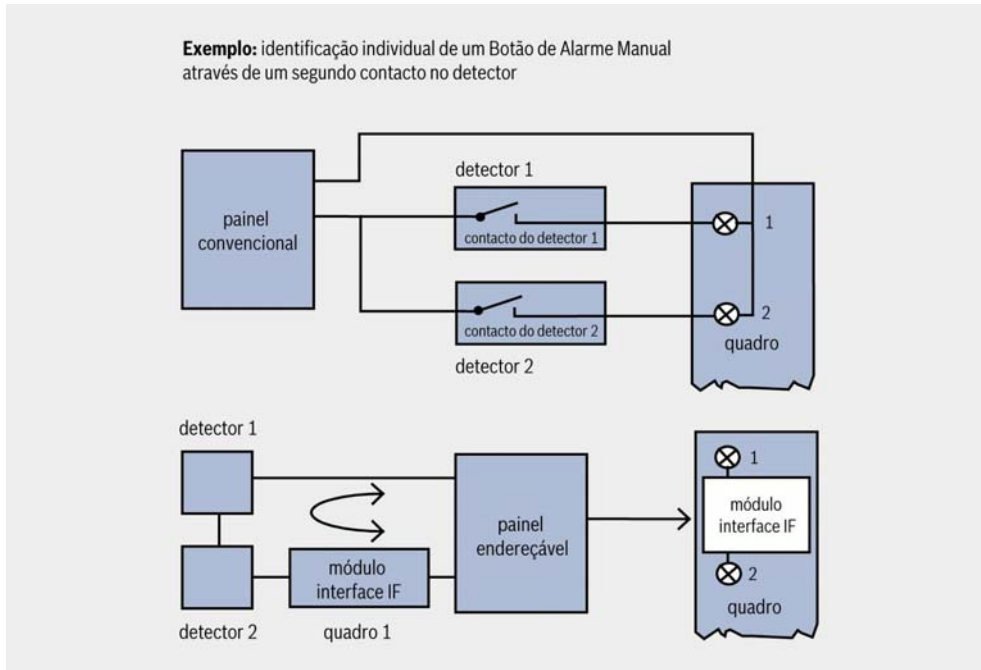 Exemplo: identificação individual de um Botão de Alarme Manual
através de um segundo contacto no detector
detector 1
painel
convencional
contacto do detector 1
1
contacto do detector 2
2
quadro
detector 2
detector 1
1
módulo
interface IF
painel
endereçável
módulo
interface IF
2
quadro
detector 2
quadro 1